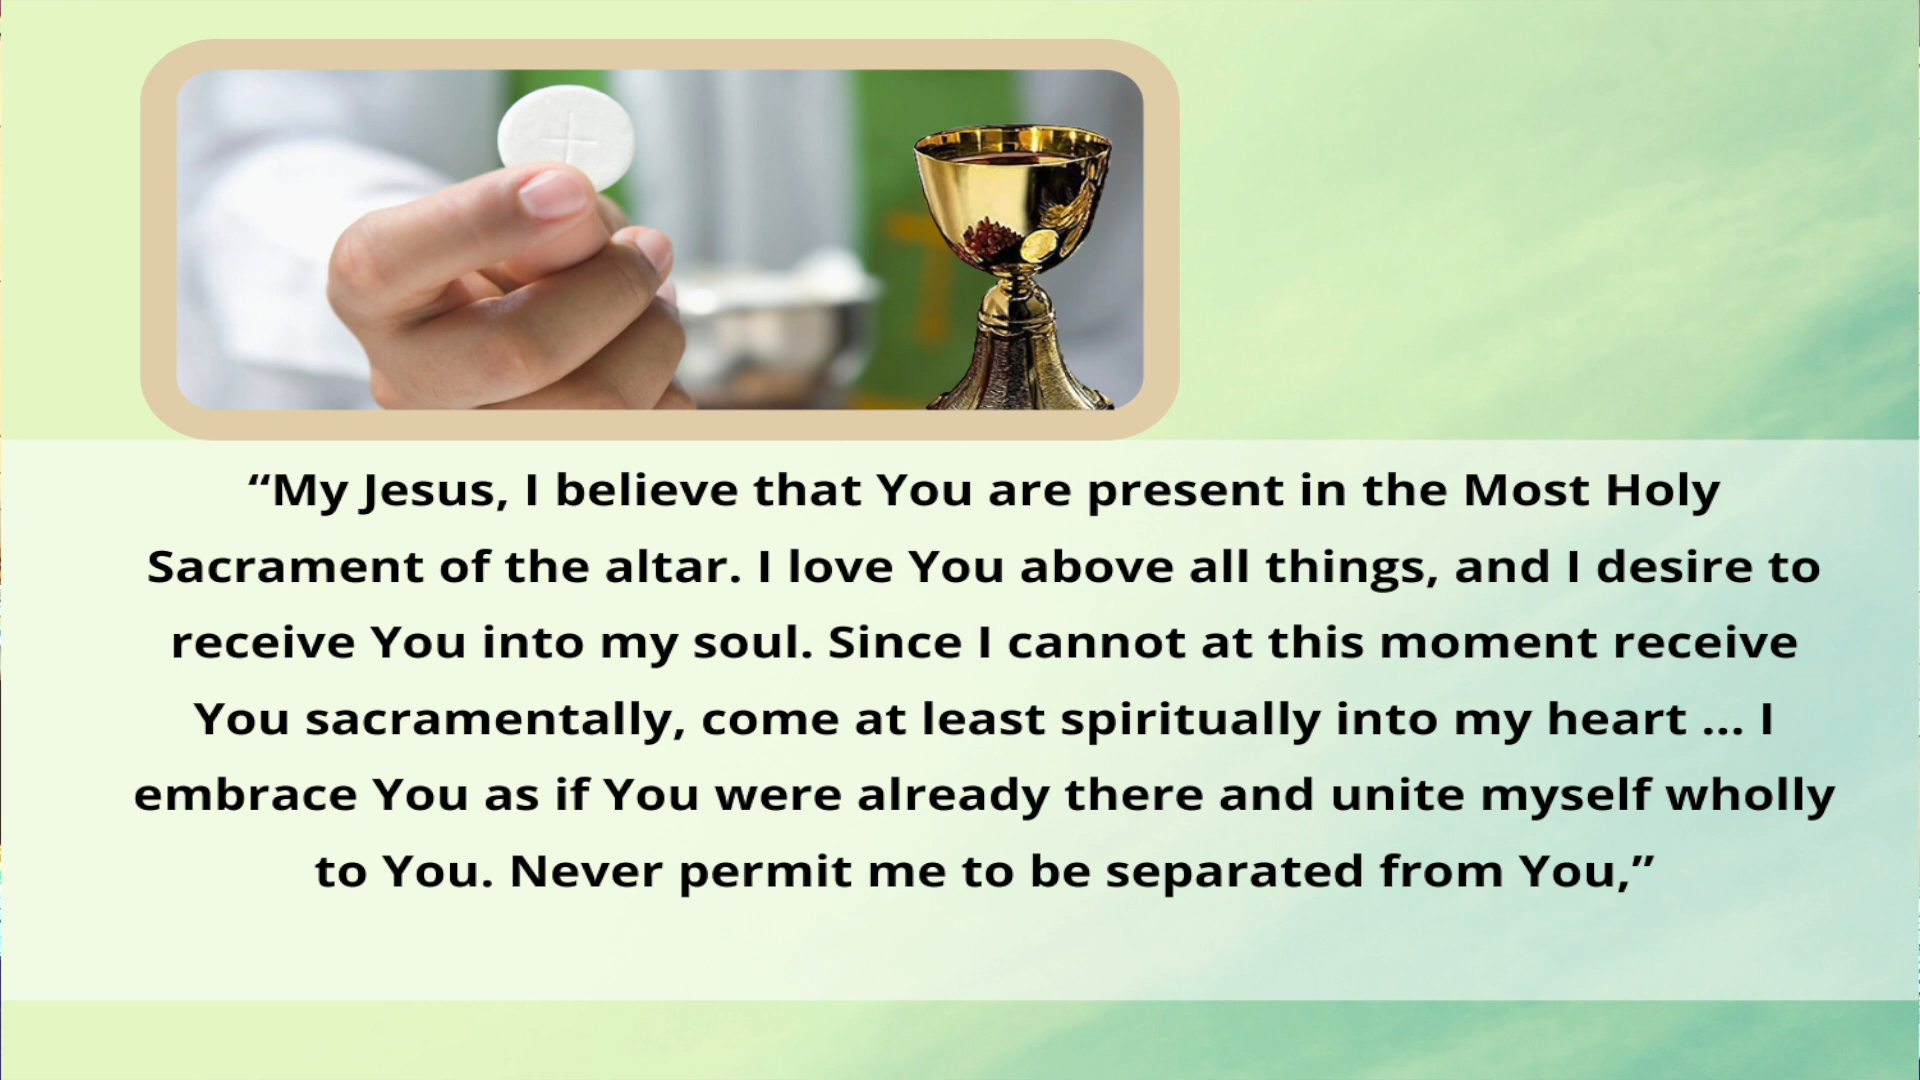 “My Jesus, I believe that You are present in the Most Holy
Sacrament of the altar. I love You above all things, and I desire to
receive You into my soul. Since I cannot at this moment receive
You sacramentally, come at least spiritually into my heart ... I
embrace You as if You were already there and unite myself wholly
to You. Never permit me to be separated from You,”